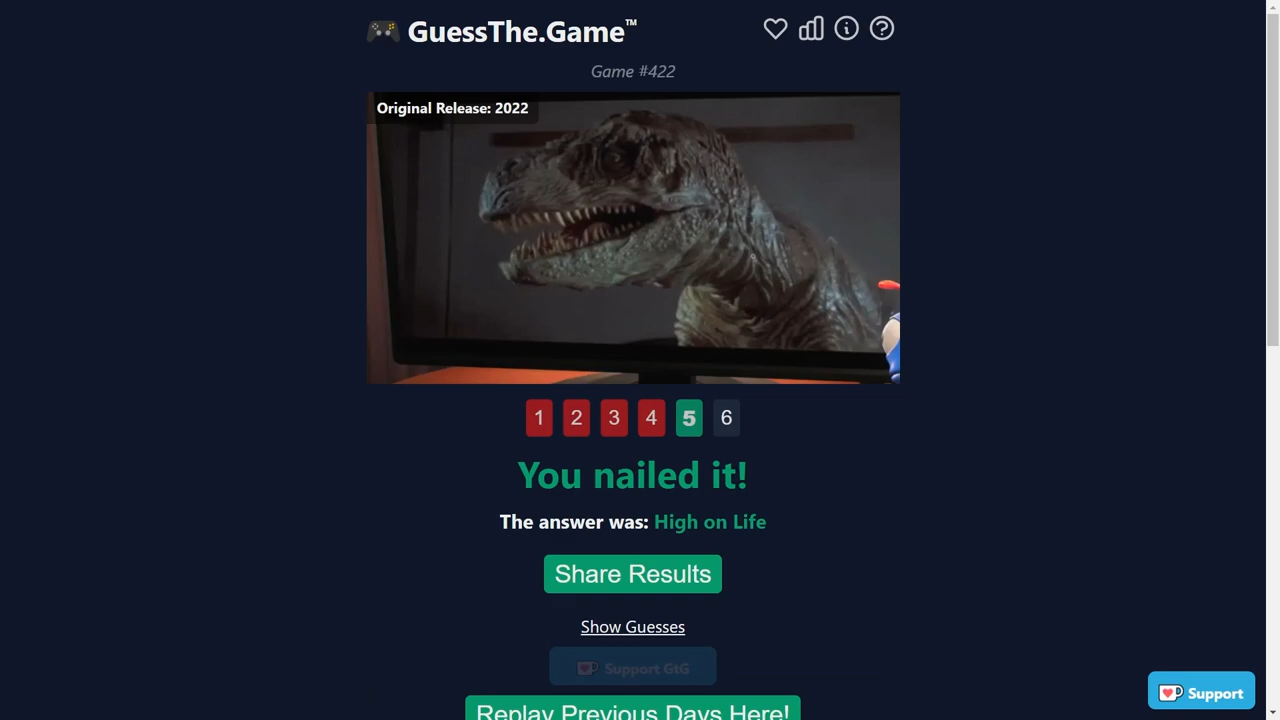 GuessThe.Game™
Game #422
Original Release: 2022
1 2 3 4 5 6
You nailed it!
The answer was: High on Life
Share Results
Show Guesses
Support GtG
Support
Replay Previous Days Here!